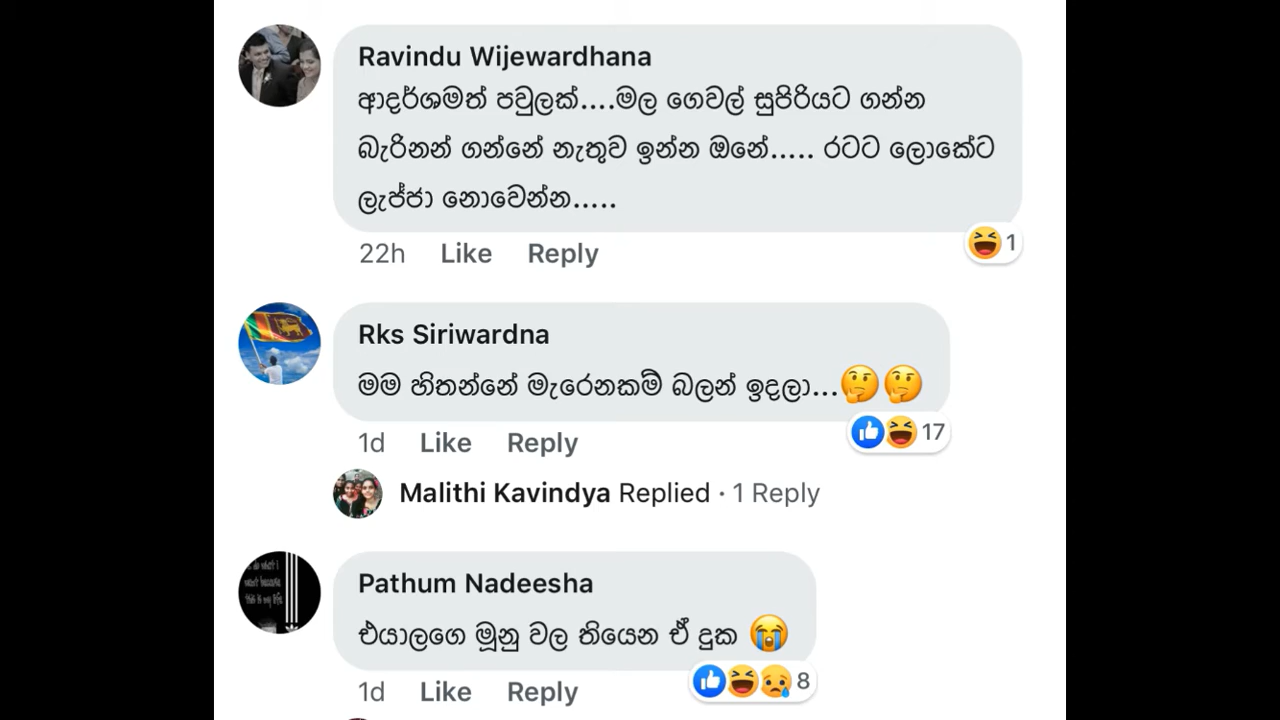 Ravindu Wijewardhana
ආදර්ශමත් පවුලක්....මල ගෙවල් සුපිරියට ගන්න
බැරිනන් ගන්නේ නැතුව ඉන්න ඔනේ..... රටට ලොකේට
ලැජ්ජා නොවෙන්න.....
22h Like Reply
1
Rks Siriwardna
මම හිතන්නේ මැරෙනකම් බලන් ඉදලා...🤔🤔
17
1d Like Reply
Malithi Kavindya Replied · 1 Reply
Pathum Nadeesha
එයාලගෙ මූනු වල තියෙන ඒ දුක 😭
8
1d Like Reply